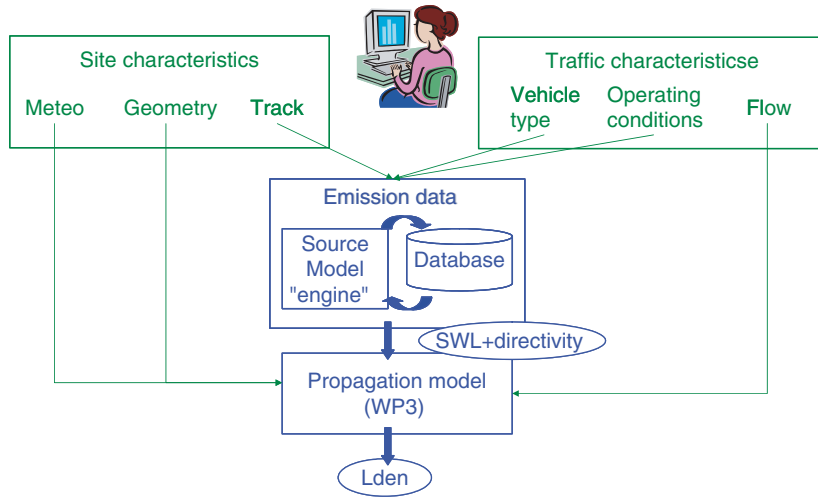 Site characteristics
Meteo Geometry Track
Traffic characteristicse
Vehicle type
Operating conditions
Flow
Emission data
Source
Model
"engine"
Database
SWL+directivity
Propagation model
(WP3)
Lden